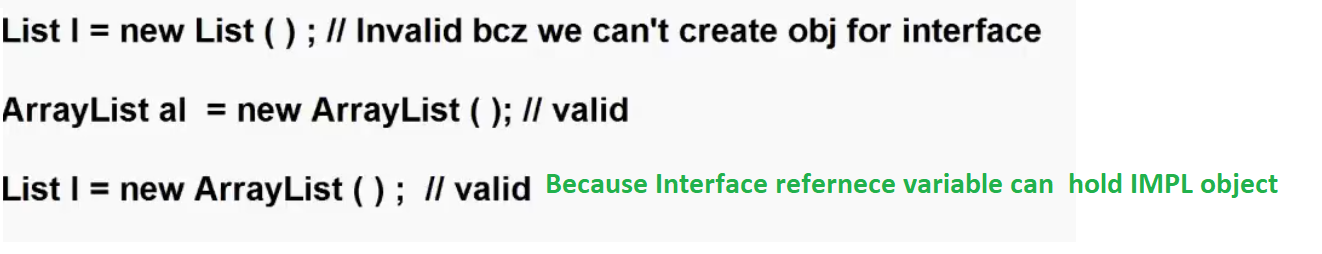 List l = new List ( ) ; // Invalid bcz we can't create obj for interface
ArrayList al = new ArrayList ( ); // valid
List l = new ArrayList ( ) ; // valid Because Interface refernece variable can hold IMPL object